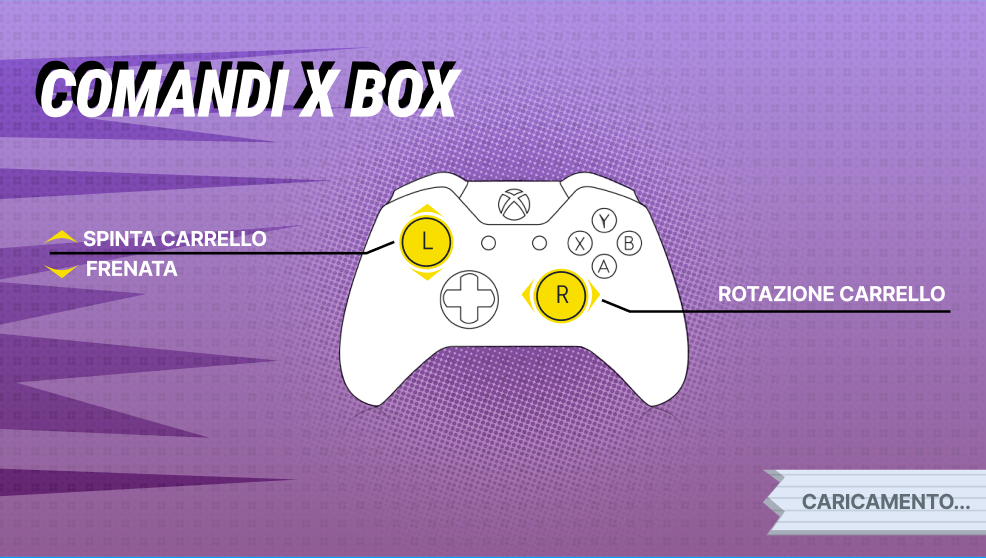 COMANDI X BOX
SPINTA CARRELLO
FRENATA
L
Y
X
B
A
R
ROTAZIONE CARRELLO
CARICAMENTO...